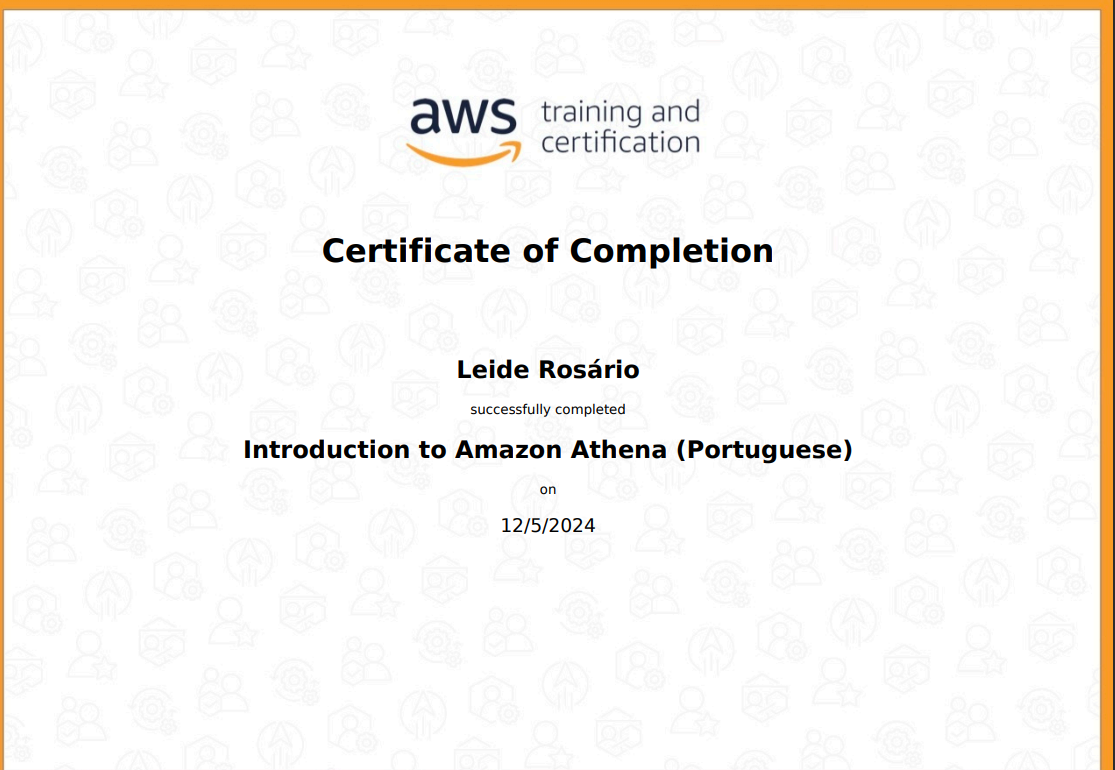 aws training and
certification
Certificate of Completion
Leide Rosário
successfully completed
Introduction to Amazon Athena (Portuguese)
on
12/5/2024